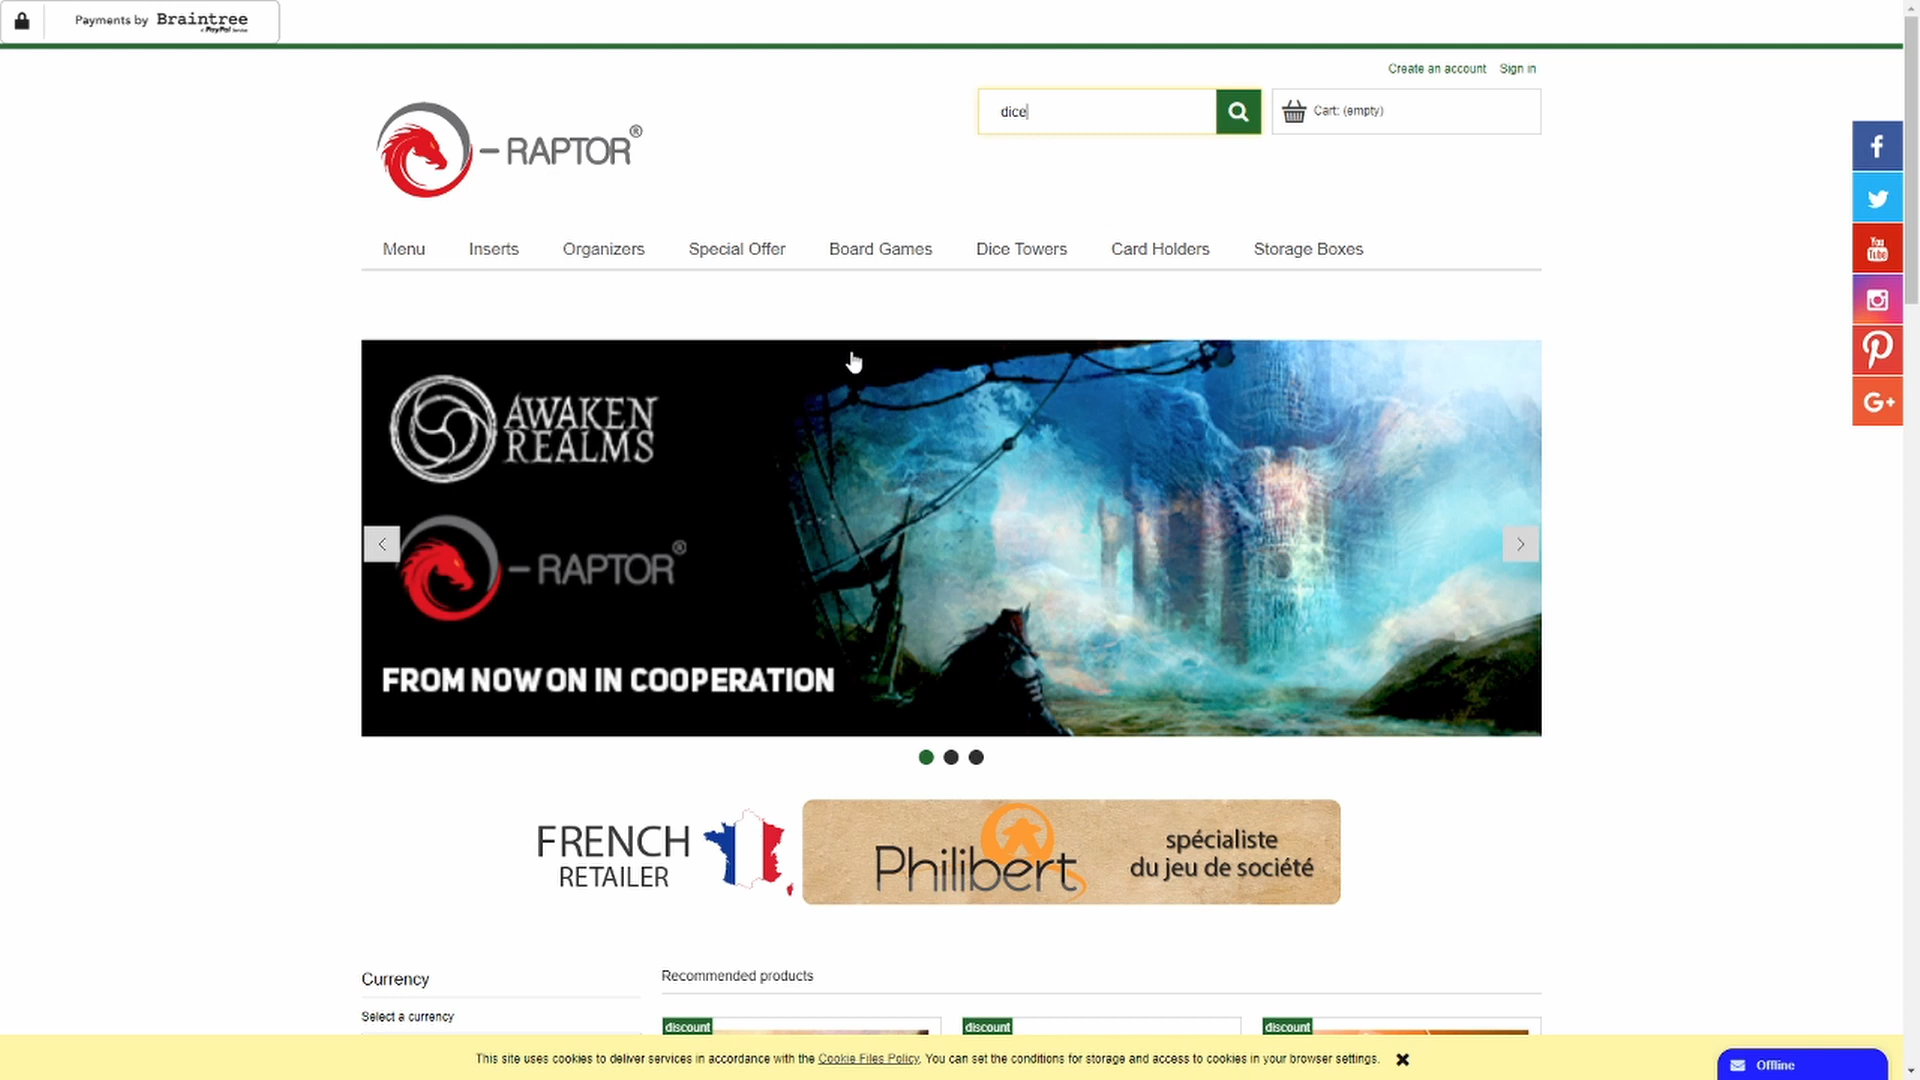 Payments by Braintree
A PayPal Service
Create an account Sign in
dice
Cart: (empty)
– RAPTOR®
Menu Inserts Organizers Special Offer Board Games Dice Towers Card Holders Storage Boxes
You
Tube
G+
AWAKEN
REALMS
– RAPTOR®
FROM NOW ON IN COOPERATION
FRENCH
RETAILER
Philibert
spécialiste
du jeu de société
Currency
Recommended products
Select a currency
discount discount discount
This site uses cookies to deliver services in accordance with the Cookie Files Policy. You can set the conditions for storage and access to cookies in your browser settings.
Offline